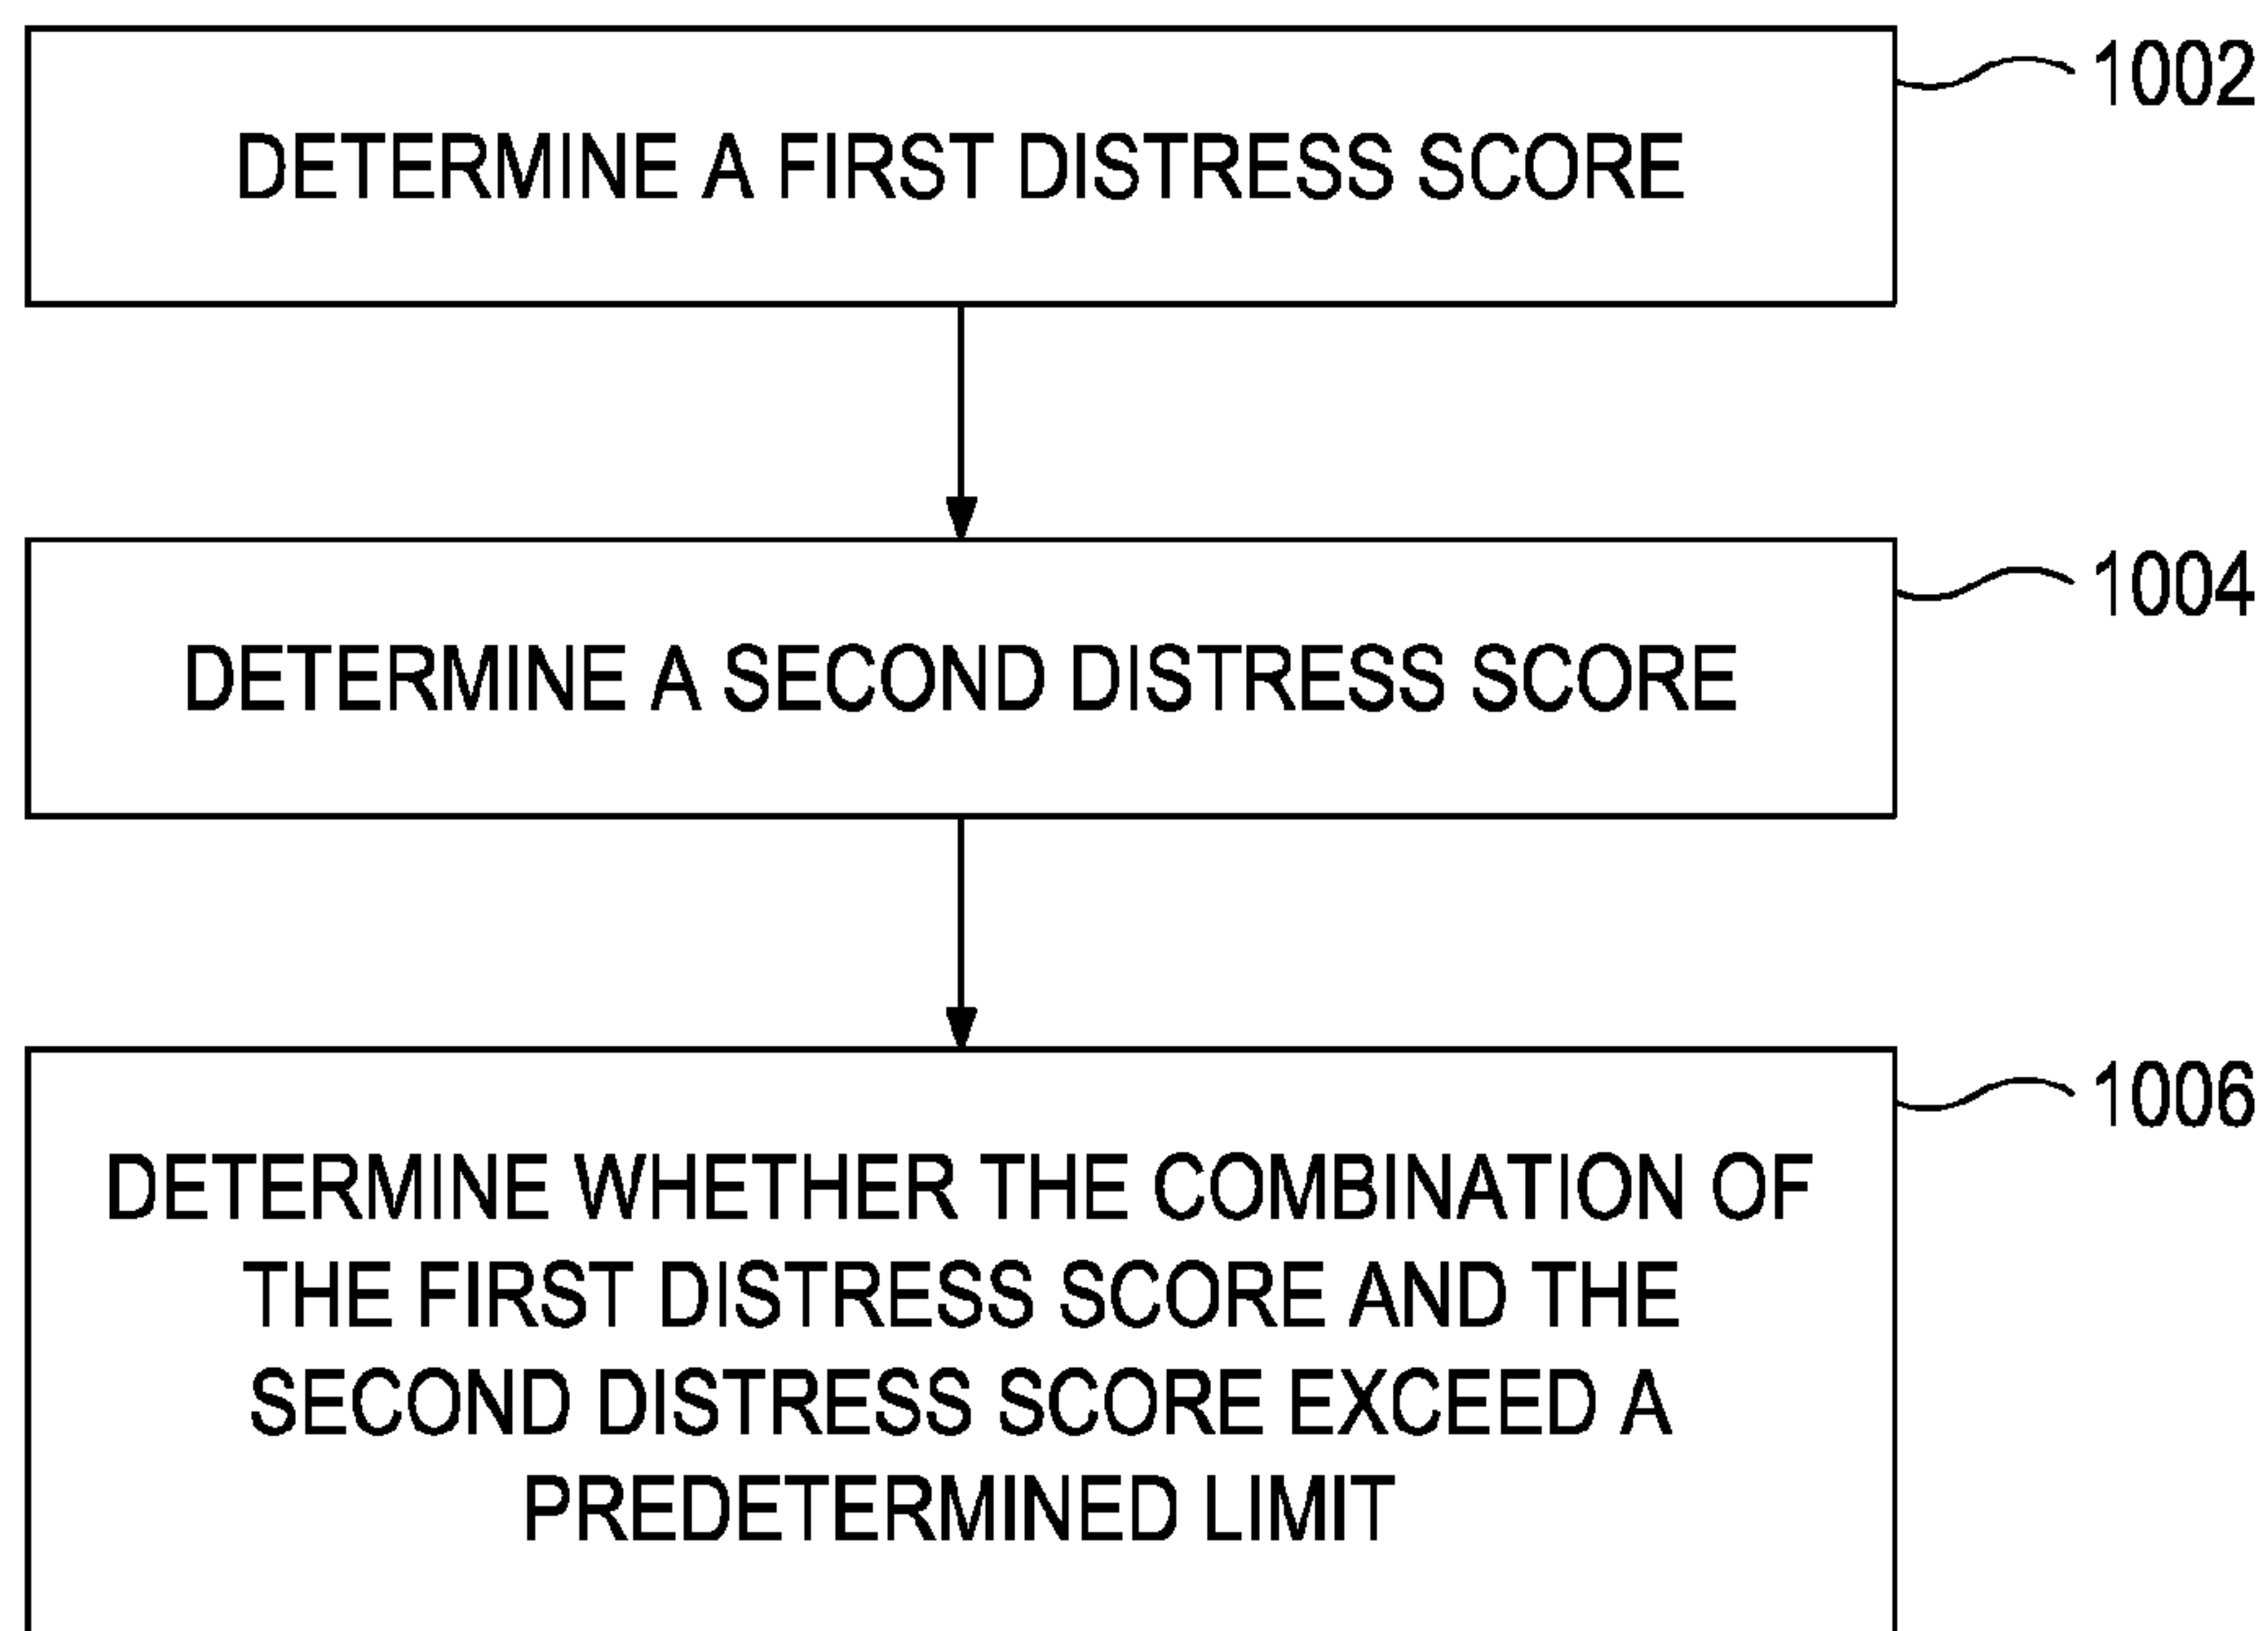 1002
DETERMINE A FIRST DISTRESS SCORE
1004
DETERMINE A SECOND DISTRESS SCORE
1006
DETERMINE WHETHER THE COMBINATION OF
THE FIRST DISTRESS SCORE AND THE
SECOND DISTRESS SCORE EXCEED A
PREDETERMINED LIMIT